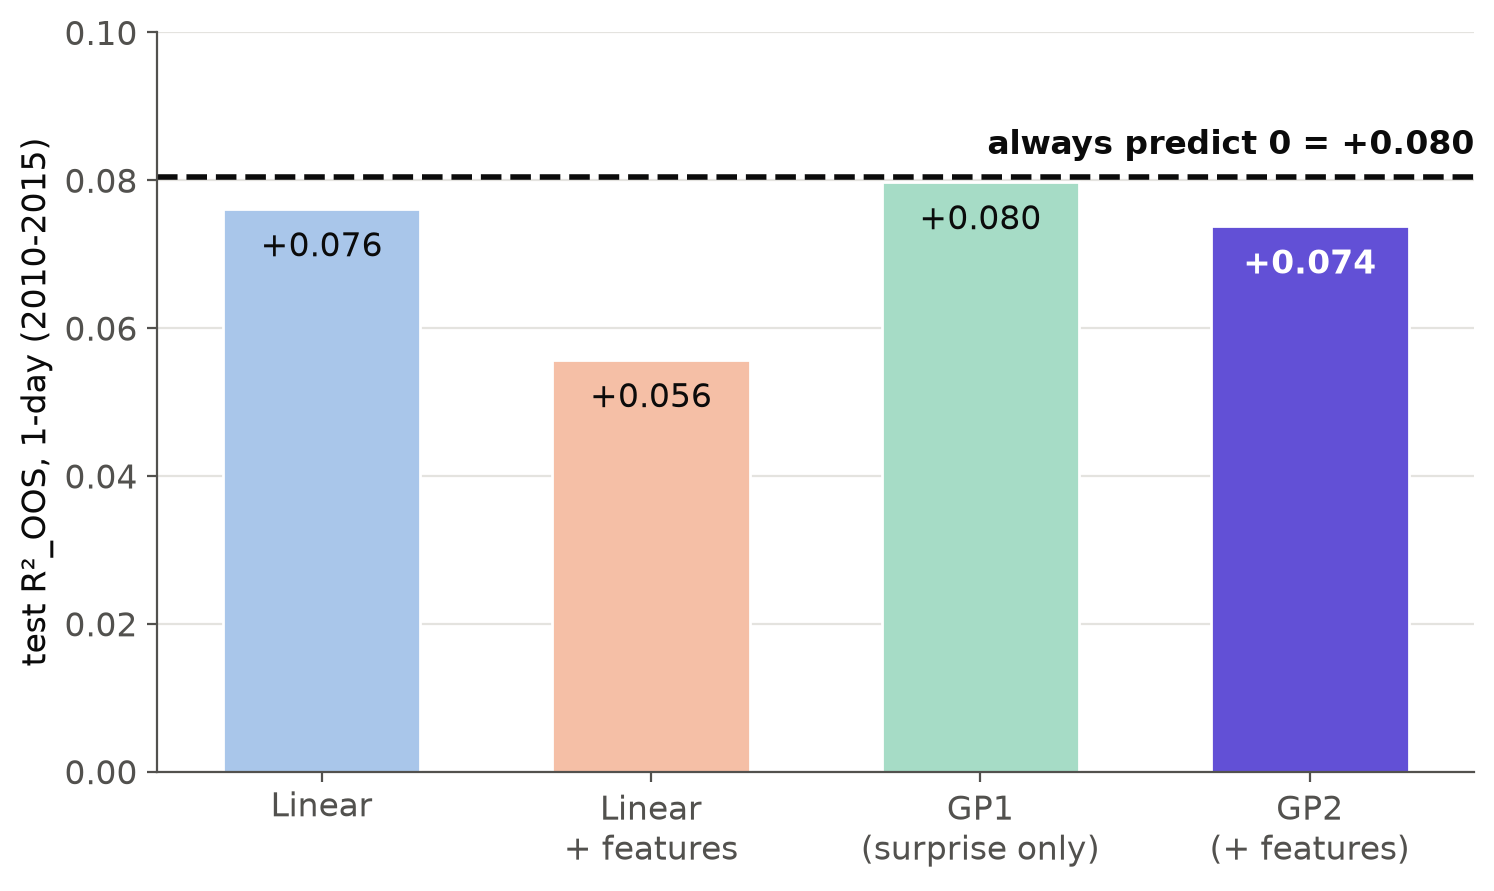 0.10
0.08
0.06
0.04
0.02
0.00
test R²_OOS, 1-day (2010-2015)
always predict 0 = +0.080
+0.076
+0.056
+0.080
+0.074
Linear
Linear
+ features
GP1
(surprise only)
GP2
(+ features)